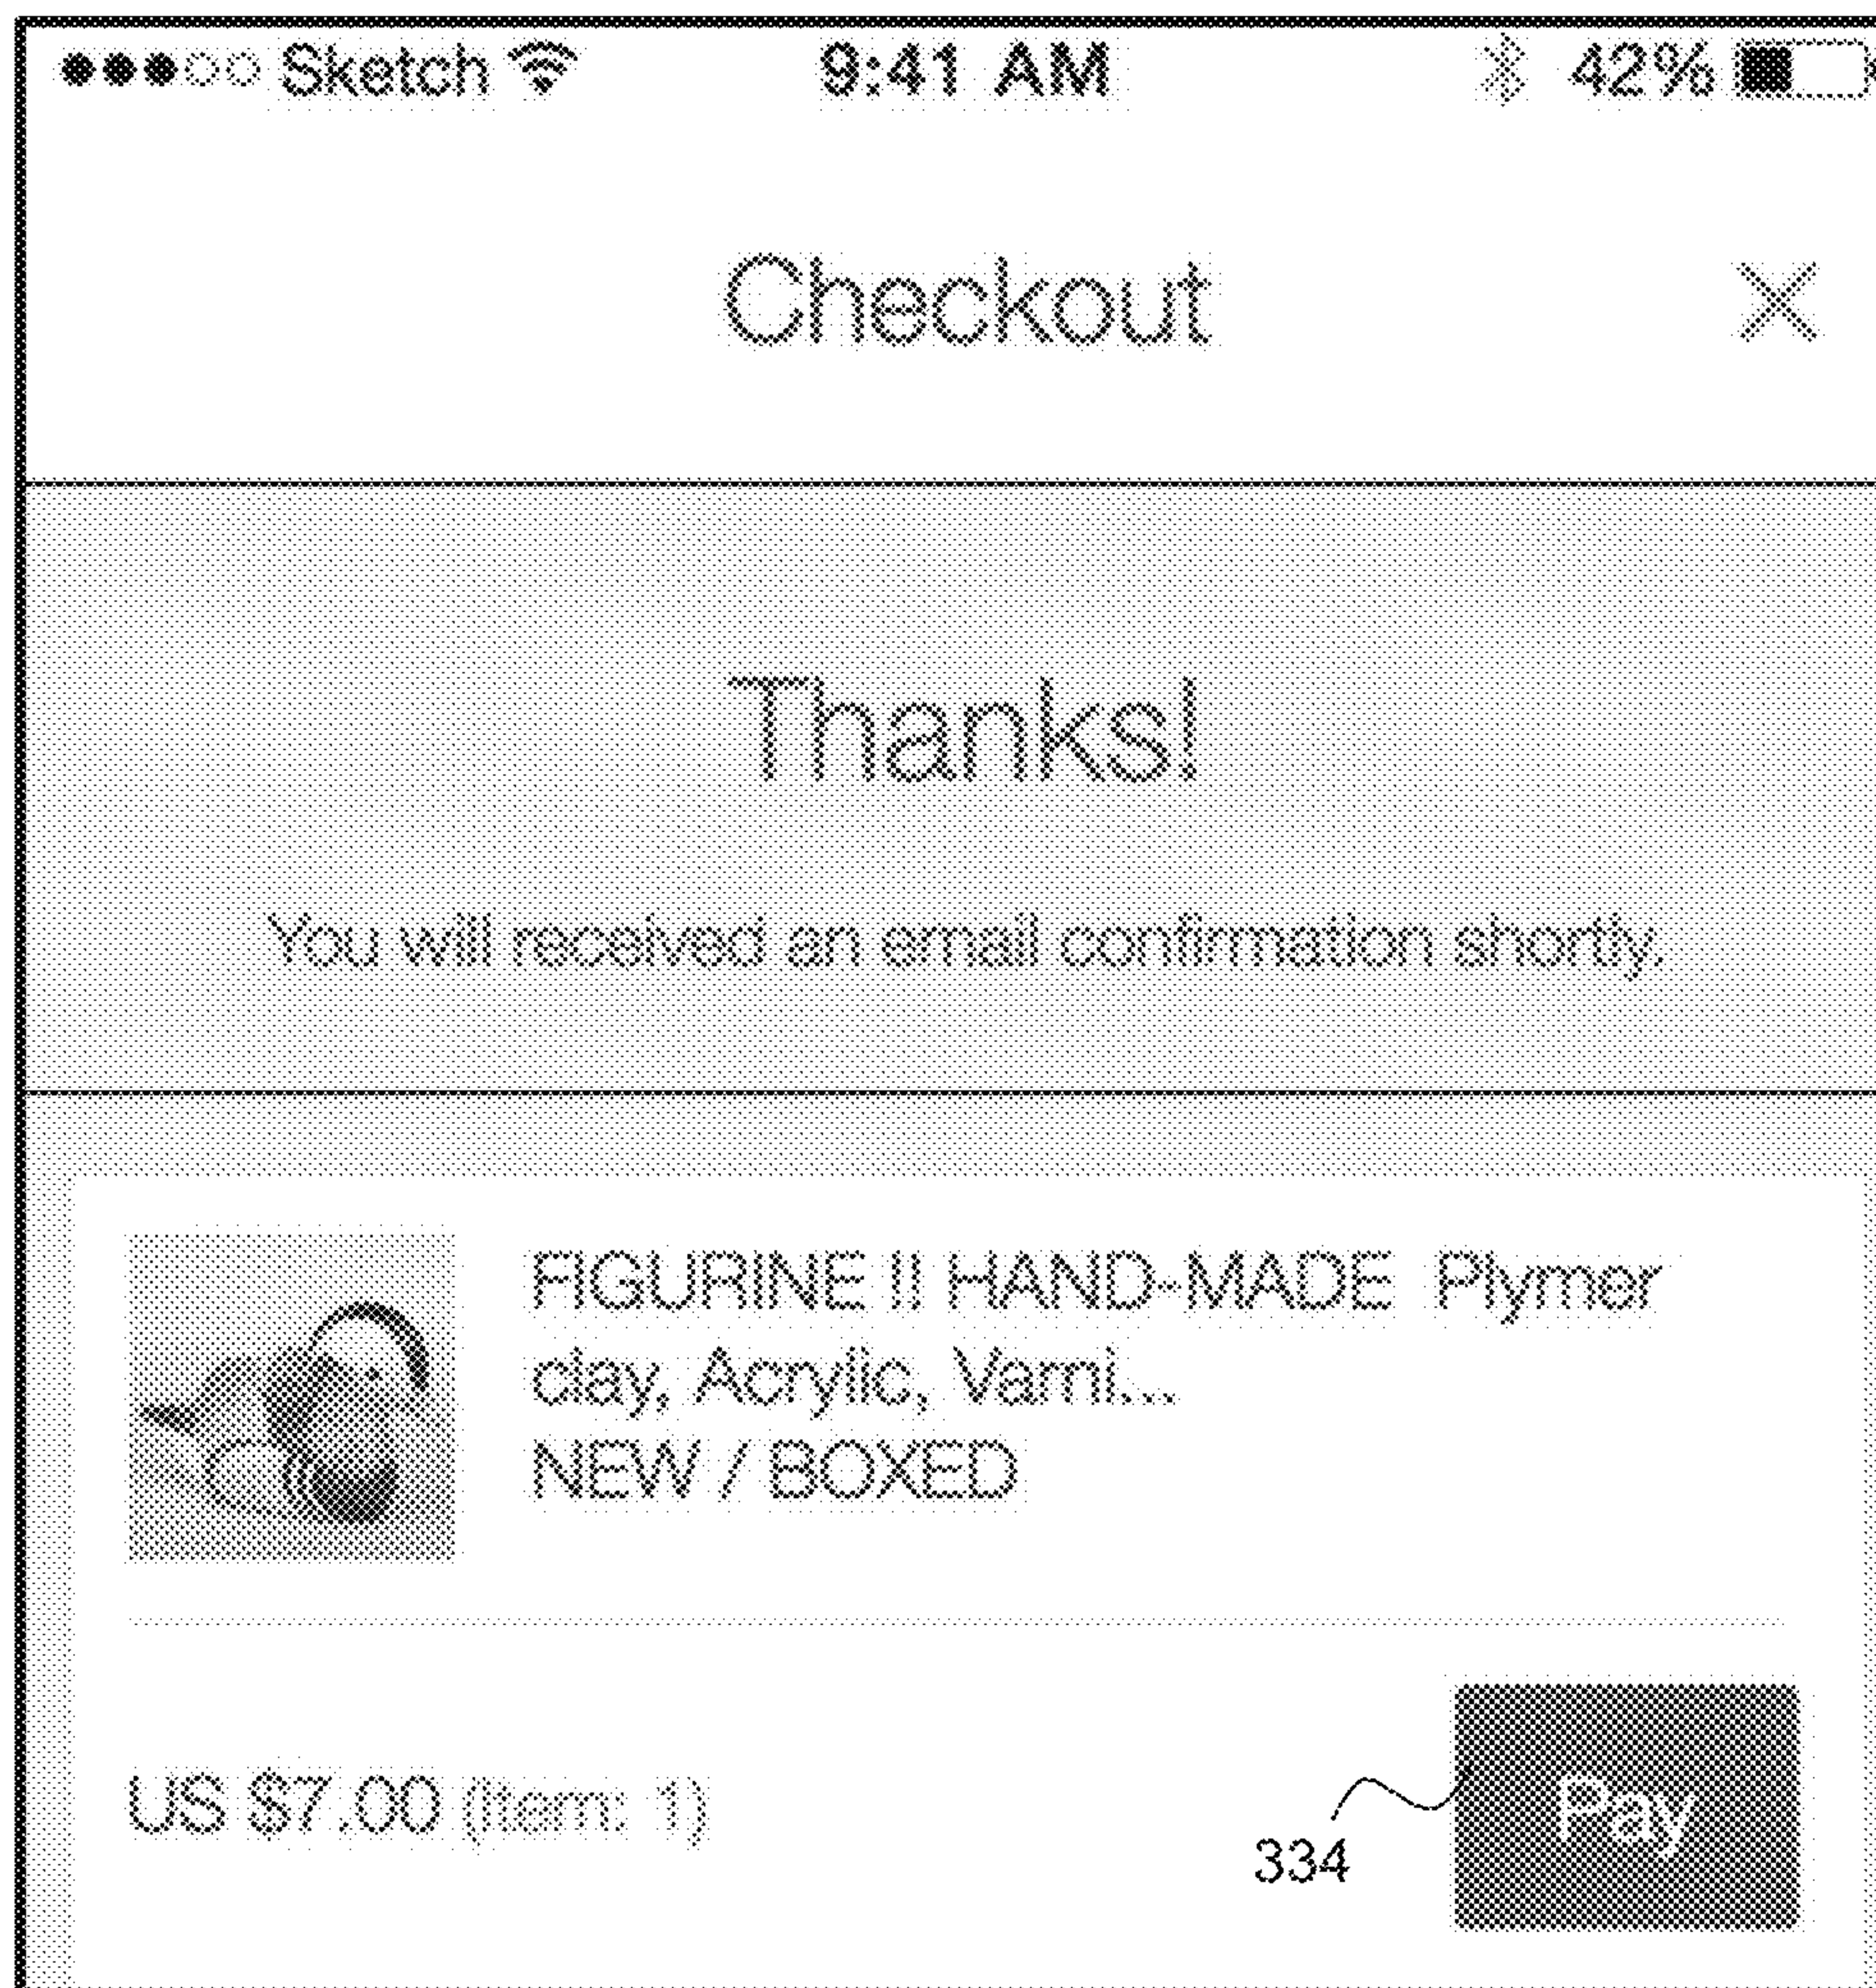 Sketch 9:41 AM 42%
Checkout
Thanks!
You will received an email confirmation shortly.
FIGURINE !! HAND-MADE Plymer
clay, Acrylic, Varni...
NEW / BOXED
US $7.00 (item: 1)
Pay
334